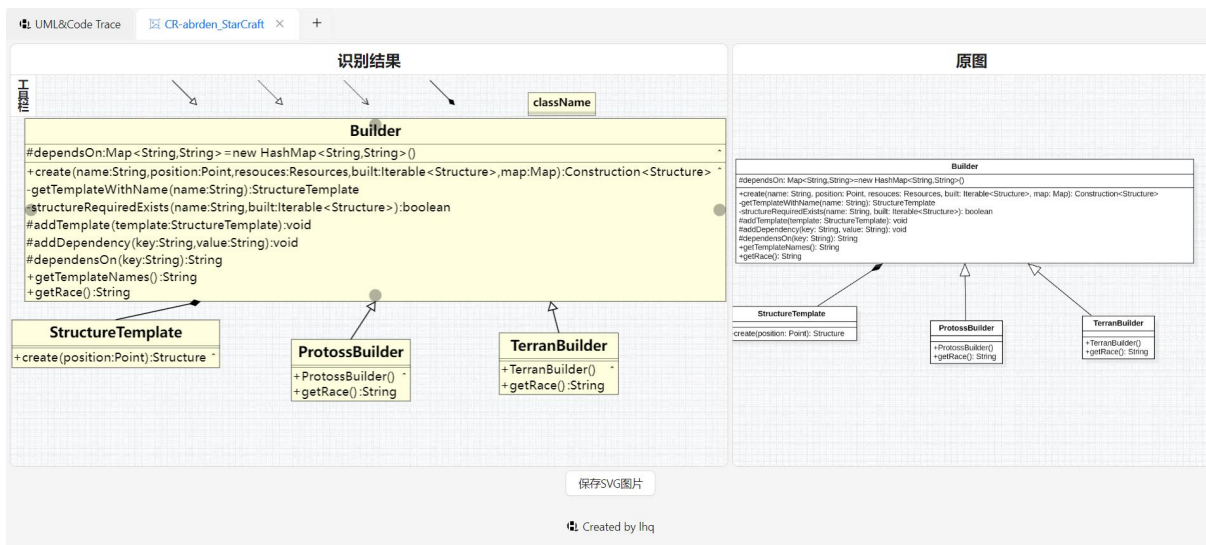 UML&Code Trace
CR-abrden_StarCraft
识别结果
工具栏
className
Builder
#dependsOn:Map<String,String>=new HashMap<String,String>()
+create(name:String,position:Point,resouces:Resources,built:Iterable<Structure>,map:Map):Construction<Structure>
-getTemplateWithName(name:String):StructureTemplate
-structureRequiredExists(name:String,built:Iterable<Structure>):boolean
#addTemplate(template:StructureTemplate):void
#addDependency(key:String,value:String):void
#dependensOn(key:String):String
+getTemplateNames():String
+getRace():String
StructureTemplate
+create(position:Point):Structure
ProtossBuilder
+ProtossBuilder()
+getRace():String
TerranBuilder
+TerranBuilder()
+getRace():String
原图
Builder
#dependsOn: Map<String,String>=new HashMap<String,String>()
+create(name: String, position: Point, resouces: Resources, built: Iterable<Structure>, map: Map): Construction<Structure>
-getTemplateWithName(name: String): StructureTemplate
-structureRequiredExists(name: String, built: Iterable<Structure>): boolean
#addTemplate(template: StructureTemplate): void
#addDependency(key: String, value: String): void
#dependensOn(key: String): String
+getTemplateNames(): String
+getRace(): String
StructureTemplate
create(position: Point): Structure
ProtossBuilder
+ProtossBuilder()
+getRace(): String
TerranBuilder
+TerranBuilder()
+getRace(): String
保存SVG图片
Created by lhq